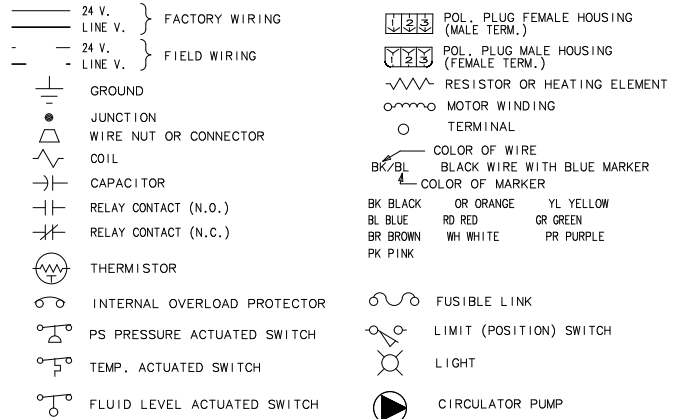 24 V.
LINE V.
FACTORY WIRING
24 V.
LINE V.
FIELD WIRING
GROUND
JUNCTION
WIRE NUT OR CONNECTOR
COIL
CAPACITOR
RELAY CONTACT (N.O.)
RELAY CONTACT (N.C.)
THERMISTOR
INTERNAL OVERLOAD PROTECTOR
PS PRESSURE ACTUATED SWITCH
TEMP. ACTUATED SWITCH
FLUID LEVEL ACTUATED SWITCH
1 2 3
POL. PLUG FEMALE HOUSING
(MALE TERM.)
1 2 3
POL. PLUG MALE HOUSING
(FEMALE TERM.)
RESISTOR OR HEATING ELEMENT
MOTOR WINDING
TERMINAL
COLOR OF WIRE
BK/BL BLACK WIRE WITH BLUE MARKER
COLOR OF MARKER
BK BLACK OR ORANGE YL YELLOW
BL BLUE RD RED GR GREEN
BR BROWN WH WHITE PR PURPLE
PK PINK
FUSIBLE LINK
LIMIT (POSITION) SWITCH
LIGHT
CIRCULATOR PUMP